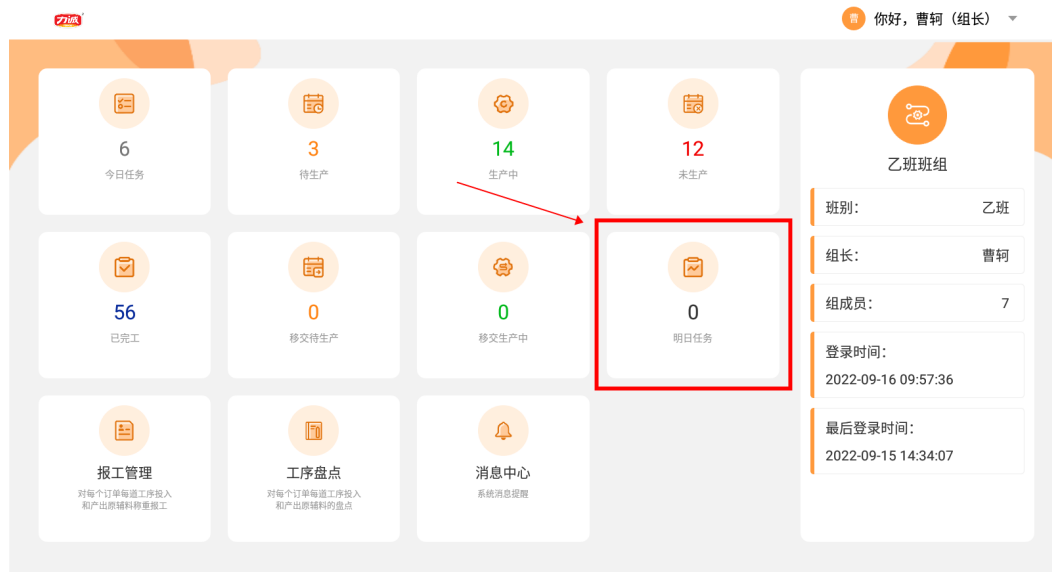 力诚
曹 你好，曹轲（组长）
6
今日任务
3
待生产
14
生产中
12
未生产
56
已完工
0
移交待生产
0
移交生产中
0
明日任务
报工管理
对每个订单每道工序投入
和产出原辅料称重报工
工序盘点
对每个订单每道工序投入
和产出原辅料的盘点
消息中心
系统消息提醒
乙班班组
班别： 乙班
组长： 曹轲
组成员： 7
登录时间：
2022-09-16 09:57:36
最后登录时间：
2022-09-15 14:34:07